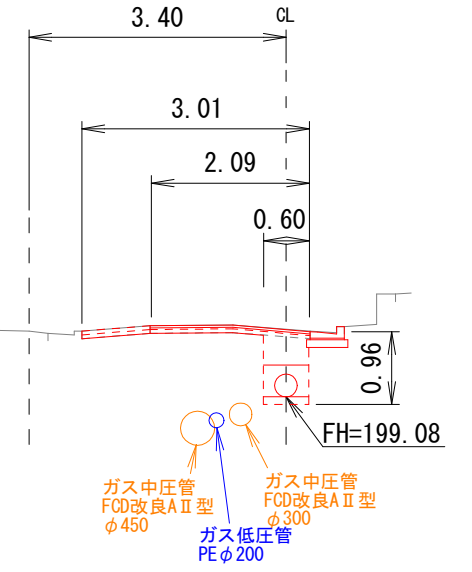 3.40
CL
3.01
2.09
0.60
0.96
FH=199.08
ガス中圧管
FCD改良AⅡ型
φ450
ガス低圧管
PEφ200
ガス中圧管
FCD改良AⅡ型
φ300